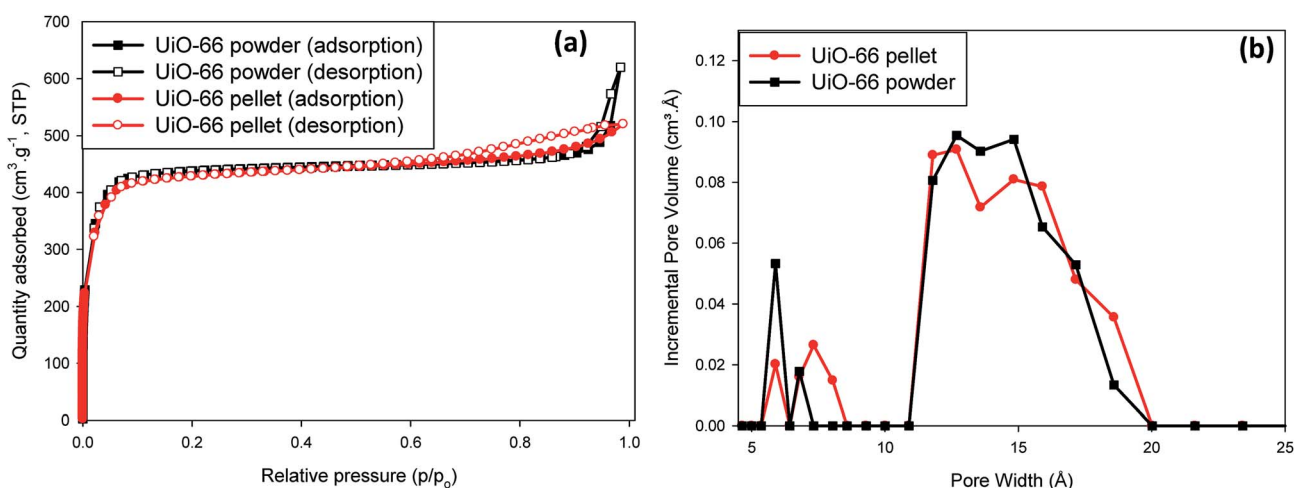 (a)
UiO-66 powder (adsorption)
UiO-66 powder (desorption)
UiO-66 pellet (adsorption)
UiO-66 pellet (desorption)
Quantity adsorbed (cm³.g⁻¹, STP)
700
600
500
400
300
200
100
0
0.0 0.2 0.4 0.6 0.8 1.0
Relative pressure (p/pₒ)
(b)
UiO-66 pellet
UiO-66 powder
Incremental Pore Volume (cm³.Å)
0.12
0.10
0.08
0.06
0.04
0.02
0.00
5 10 15 20 25
Pore Width (Å)